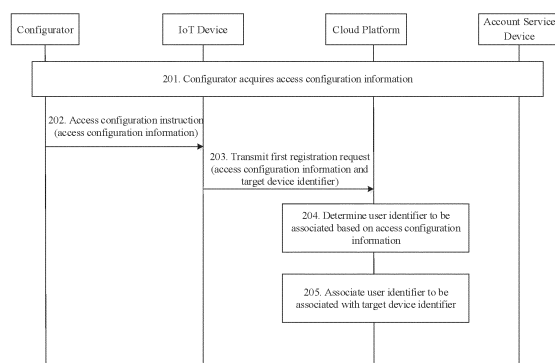 Configurator
IoT Device
Cloud Platform
Account Service
Device
201. Configurator acquires access configuration information
202. Access configuration instruction
(access configuration information)
203. Transmit first registration request
(access configuration information and
target device identifier)
204. Determine user identifier to be
associated based on access configuration
information
205. Associate user identifier to be
associated with target device identifier